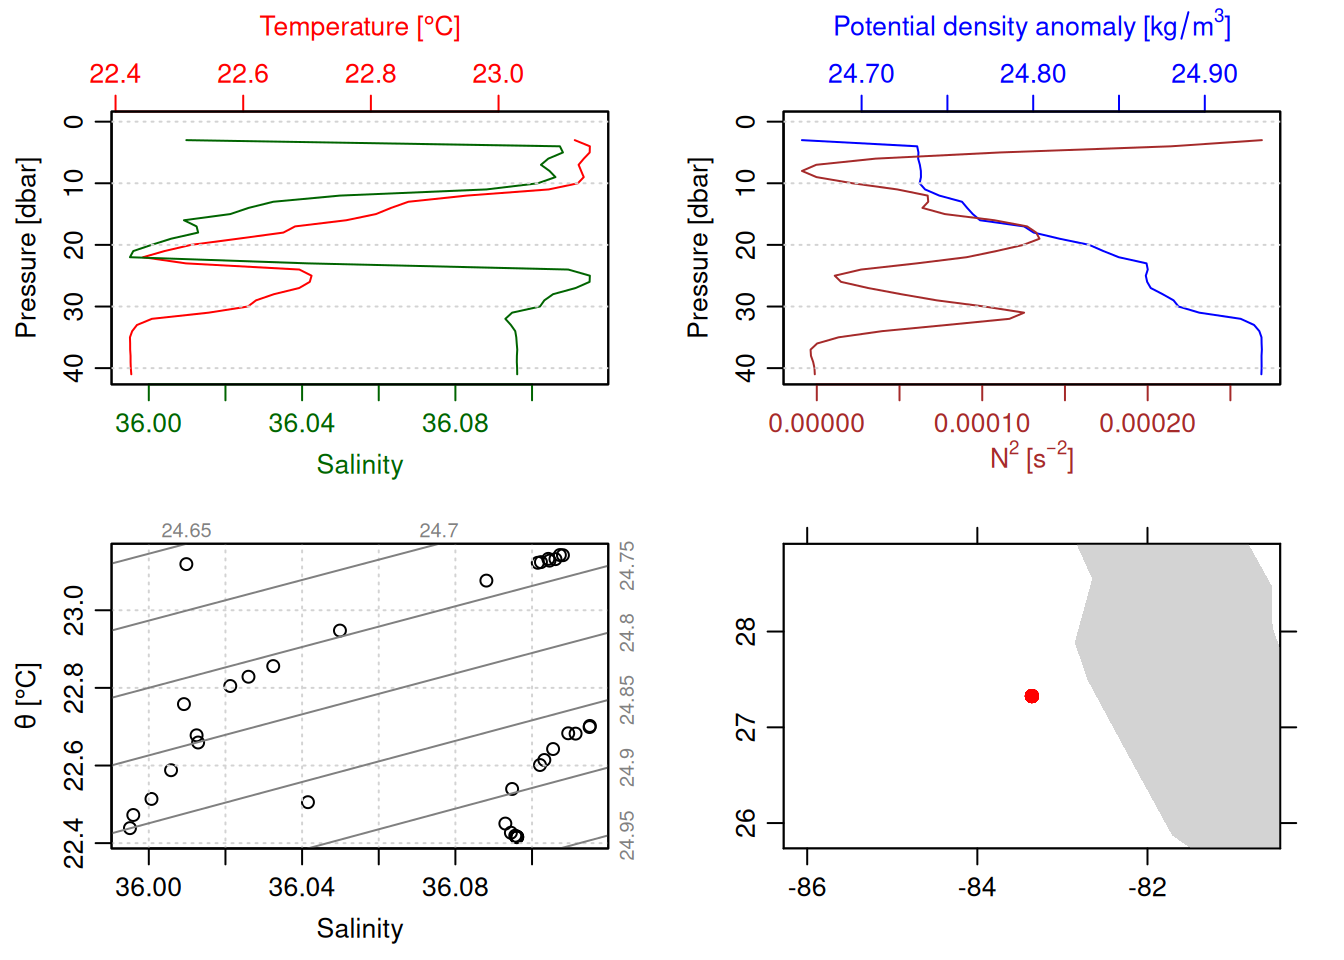 Temperature [°C]
22.4 22.6 22.8 23.0
Pressure [dbar]
0 10 20 30 40
36.00 36.04 36.08
Salinity
Potential density anomaly [kg/m³]
24.70 24.80 24.90
Pressure [dbar]
0 10 20 30 40
0.00000 0.00010 0.00020
N² [s⁻²]
24.65 24.7
24.75
24.8
24.85
24.9
24.95
θ [°C]
23.0
22.8
22.6
22.4
36.00 36.04 36.08
Salinity
28
27
26
-86 -84 -82